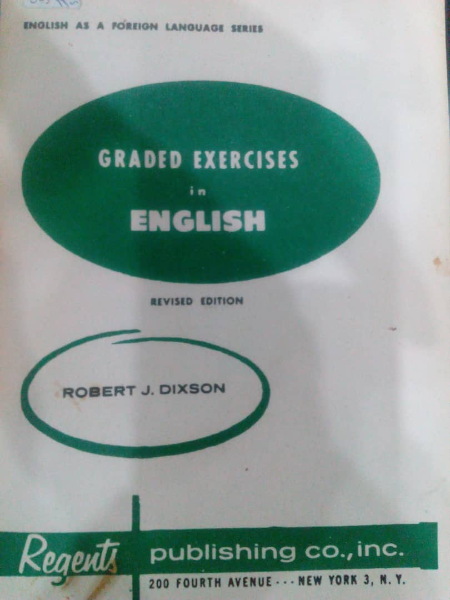 ENGLISH AS A FOREIGN LANGUAGE SERIES
GRADED EXERCISES
in
ENGLISH
REVISED EDITION
ROBERT J. DIXSON
Regents publishing co., inc.
200 FOURTH AVENUE --- NEW YORK 3, N. Y.